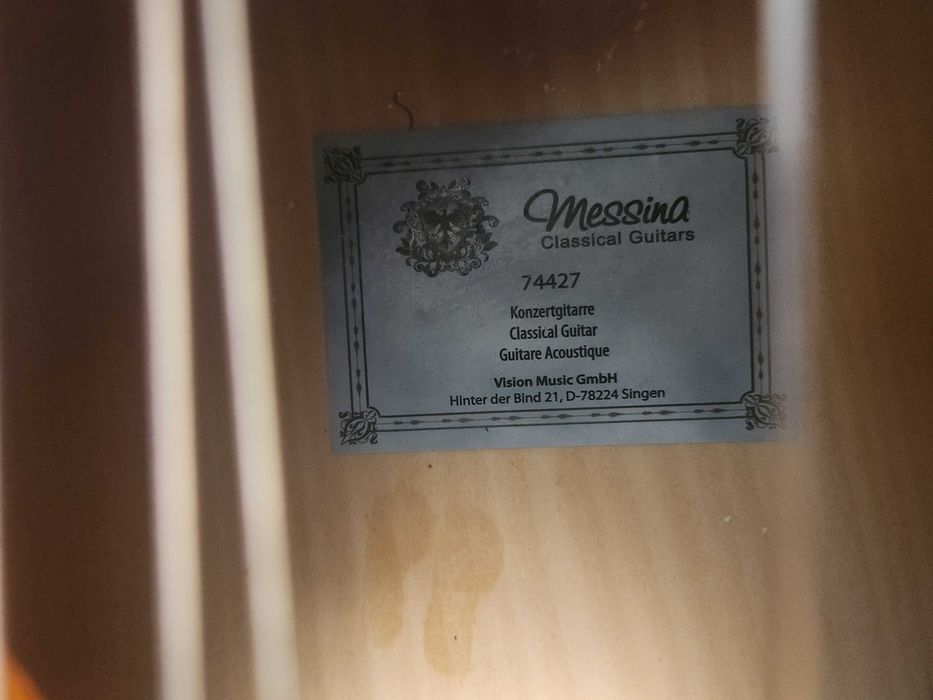 Messina
Classical Guitars
74427
Konzertgitarre
Classical Guitar
Guitare Acoustique
Vision Music GmbH
Hinter der Bind 21, D-78224 Singen